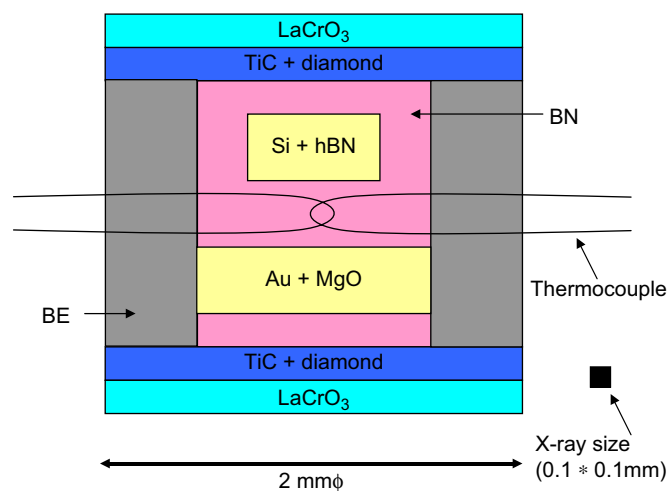 LaCrO₃
TiC + diamond
BN
Si + hBN
Au + MgO
Thermocouple
BE
TiC + diamond
LaCrO₃
X-ray size
(0.1 * 0.1mm)
2 mmϕ